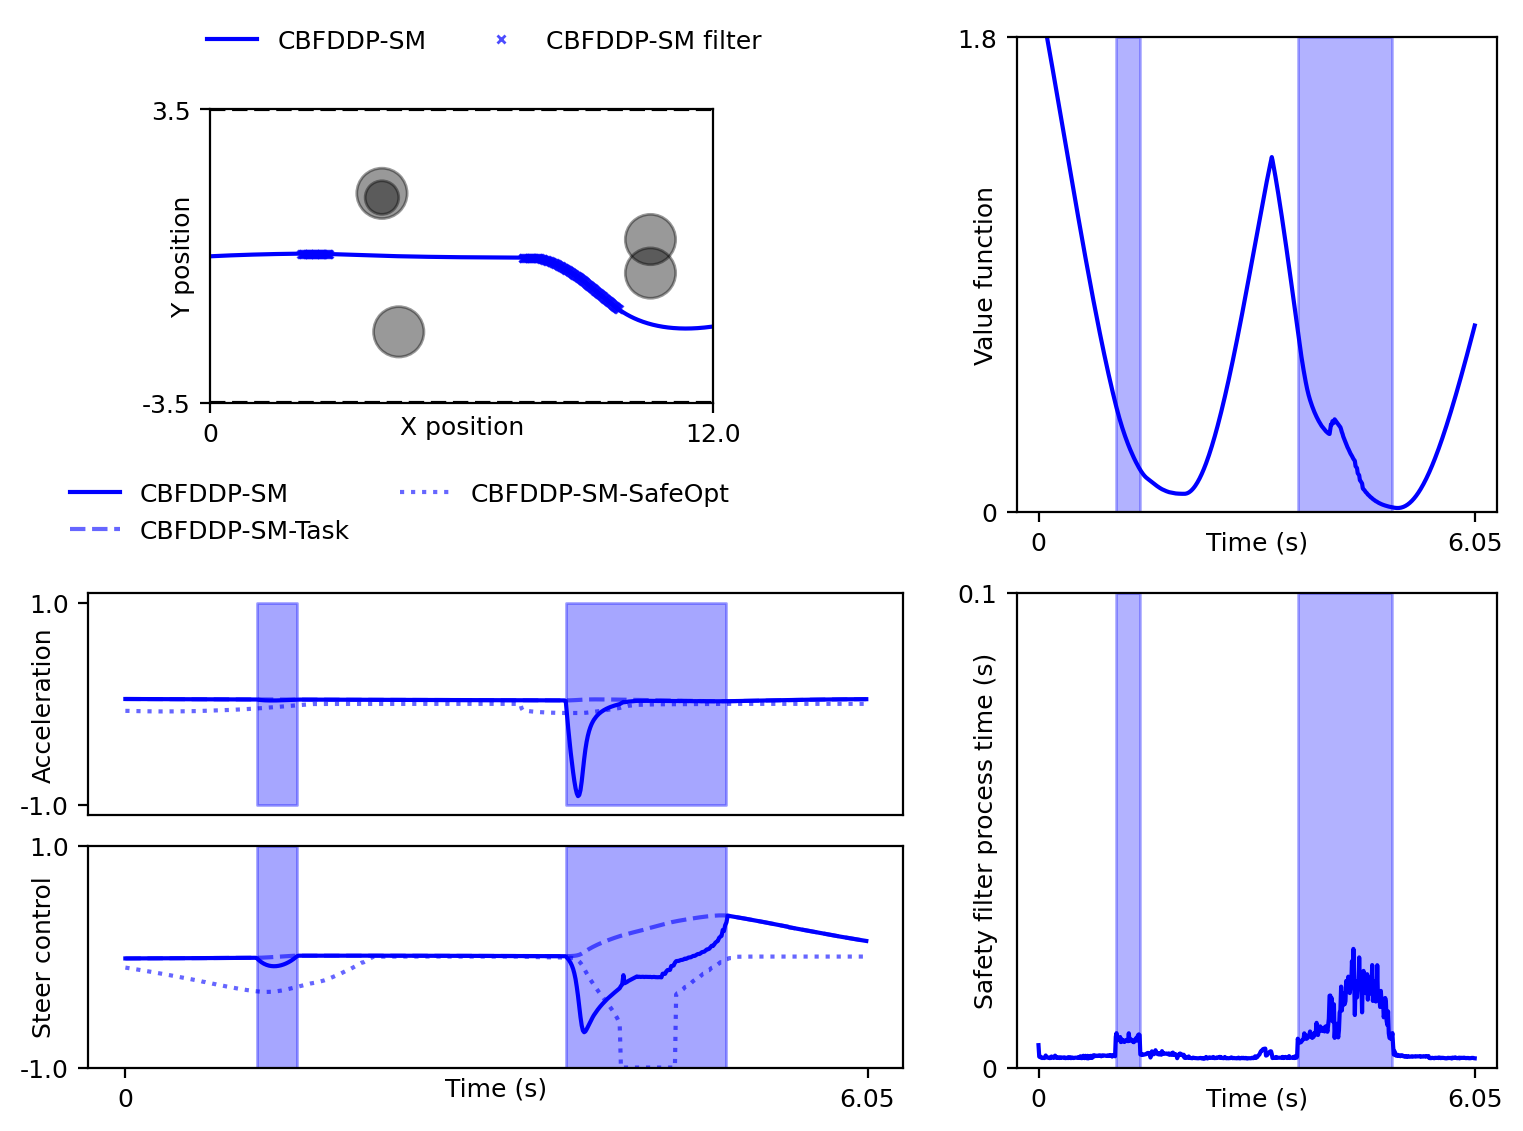 CBFDDP-SM
CBFDDP-SM filter
3.5
Y position
-3.5
0
X position
12.0
CBFDDP-SM
CBFDDP-SM-SafeOpt
CBFDDP-SM-Task
1.0
Acceleration
-1.0
1.0
Steer control
-1.0
0
Time (s)
6.05
1.8
Value function
0
0
Time (s)
6.05
0.1
Safety filter process time (s)
0
0
Time (s)
6.05